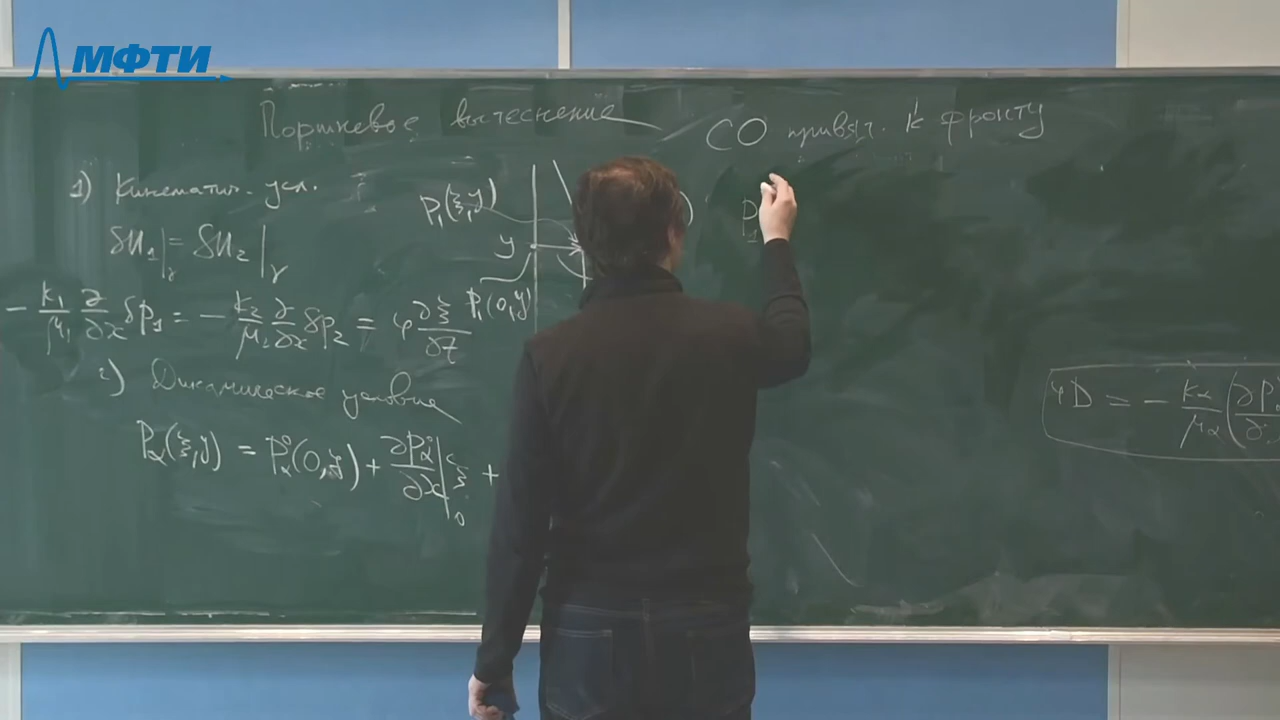 МФТИ
Поршневое вытеснение
СО привяз. к фронту
1) Кинематич. усл.
δu₁|ᵧ = δu₂|ᵧ
P₁(ξ,y)
y
P₁(0,y)
)
P₁
-k₁/μ₁ ∂/∂x δp₁ = -k₂/μ₂ ∂/∂x δp₂ = φ ∂ξ/∂t
2) Динамическое условие
Pα(ξ,y) = P⁰α(0,y) + ∂P⁰α/∂x|₀ ξ +
φD = - kα/μα (∂P